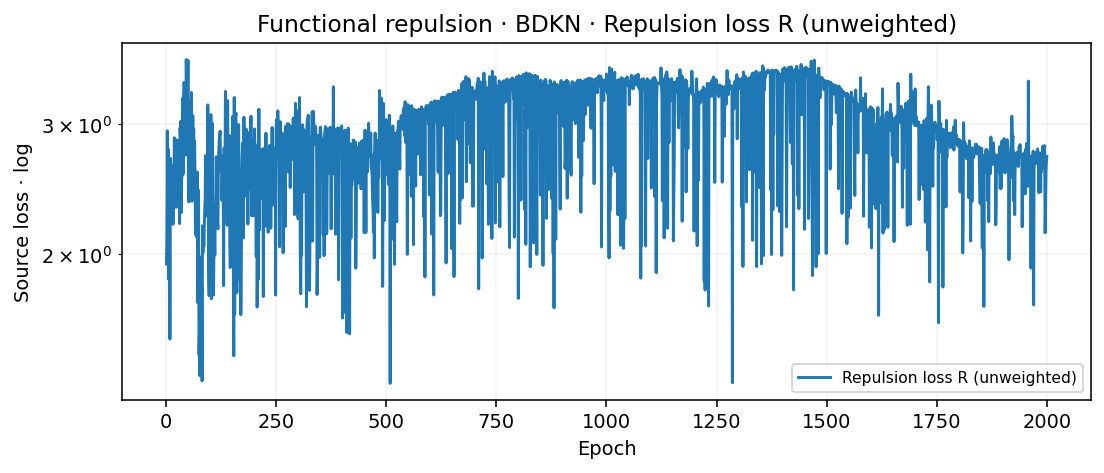 Functional repulsion · BDKN · Repulsion loss R (unweighted)
Source loss · log
3 × 10⁰
2 × 10⁰
Repulsion loss R (unweighted)
0 250 500 750 1000 1250 1500 1750 2000
Epoch